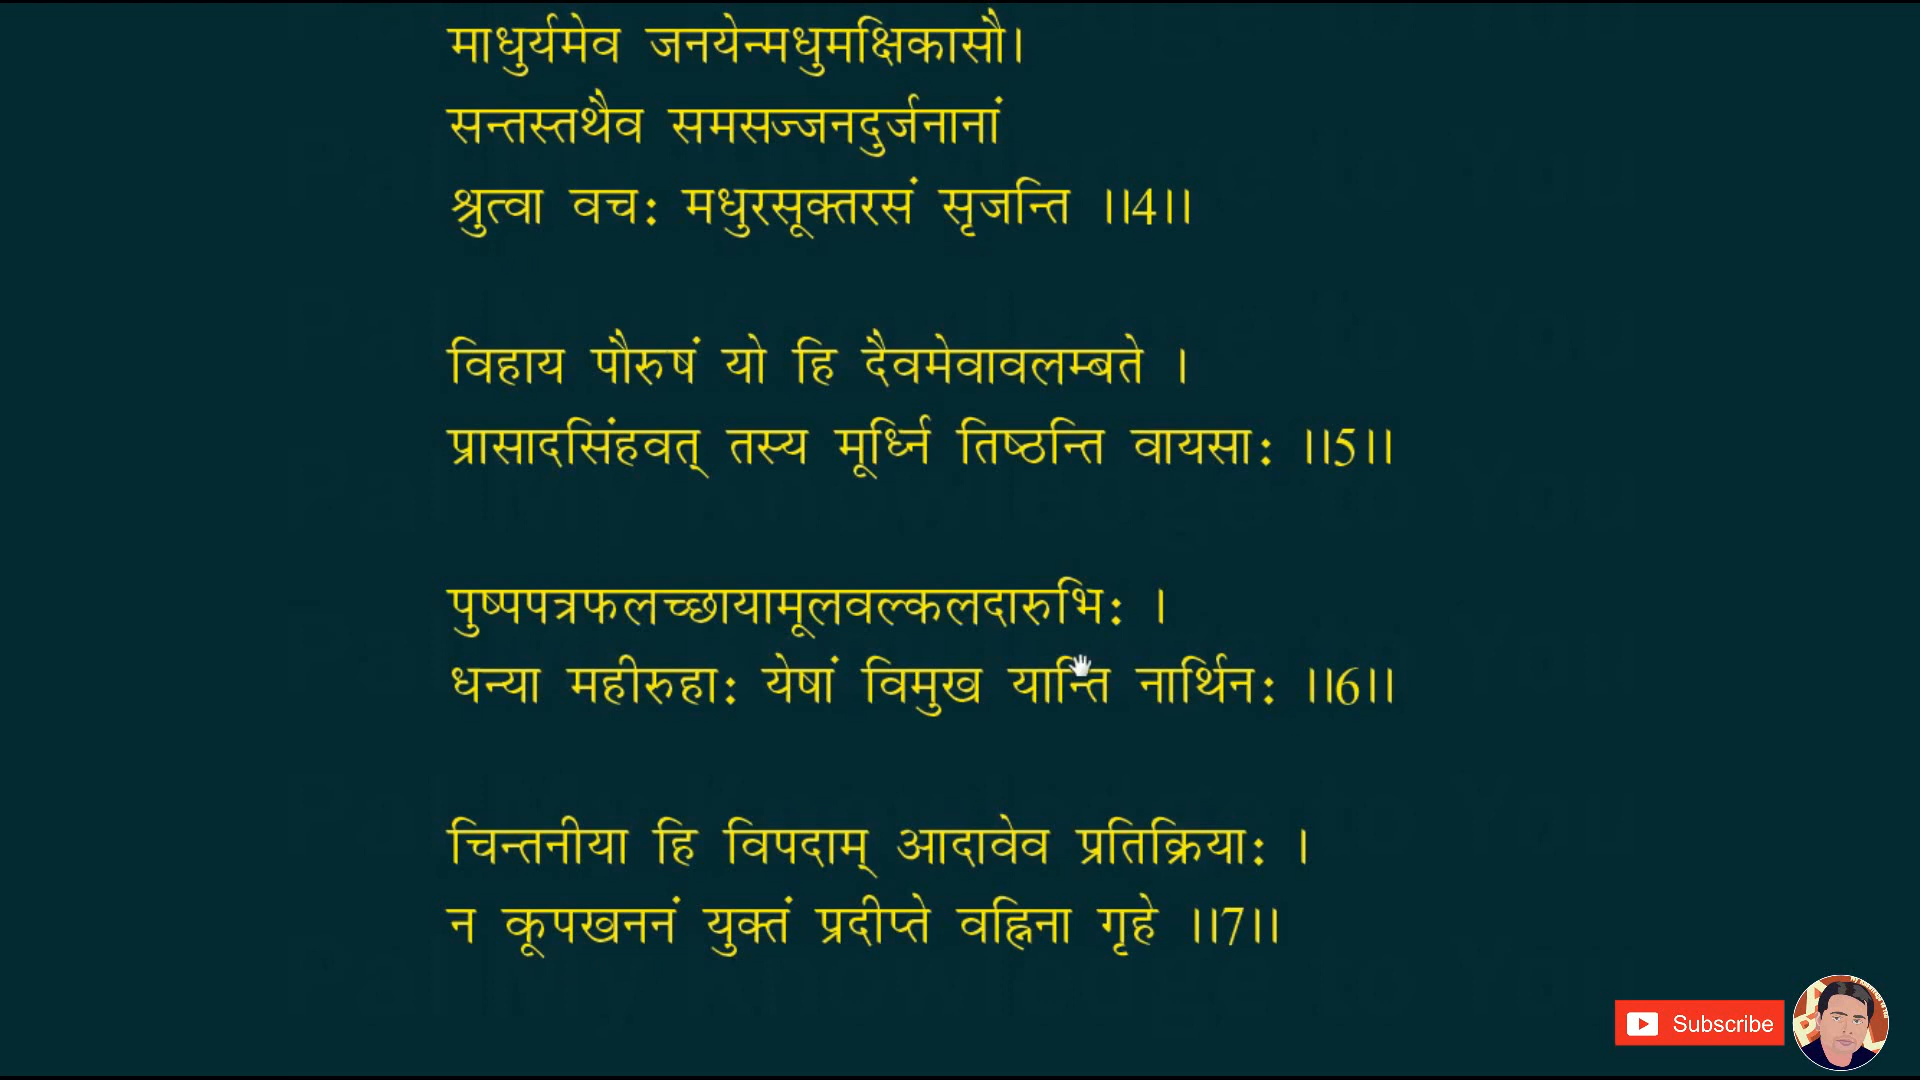 माधुर्यमेव जनयेन्मधुमक्षिकासौ।
सन्तस्तथैव समसज्जनदुर्जनानां
श्रुत्वा वचः मधुरसूक्तरसं सृजन्ति ।।4।।
विहाय पौरुषं यो हि दैवमेवावलम्बते ।
प्रासादसिंहवत् तस्य मूर्ध्नि तिष्ठन्ति वायसाः ।।5।।
पुष्पपत्रफलच्छायामूलवल्कलदारुभिः ।
धन्या महीरुहाः येषां विमुख यान्ति नार्थिनः ।।6।।
चिन्तनीया हि विपदाम् आदावेव प्रतिक्रियाः ।
न कूपखननं युक्तं प्रदीप्ते वह्निना गृहे ।।7।।
Subscribe